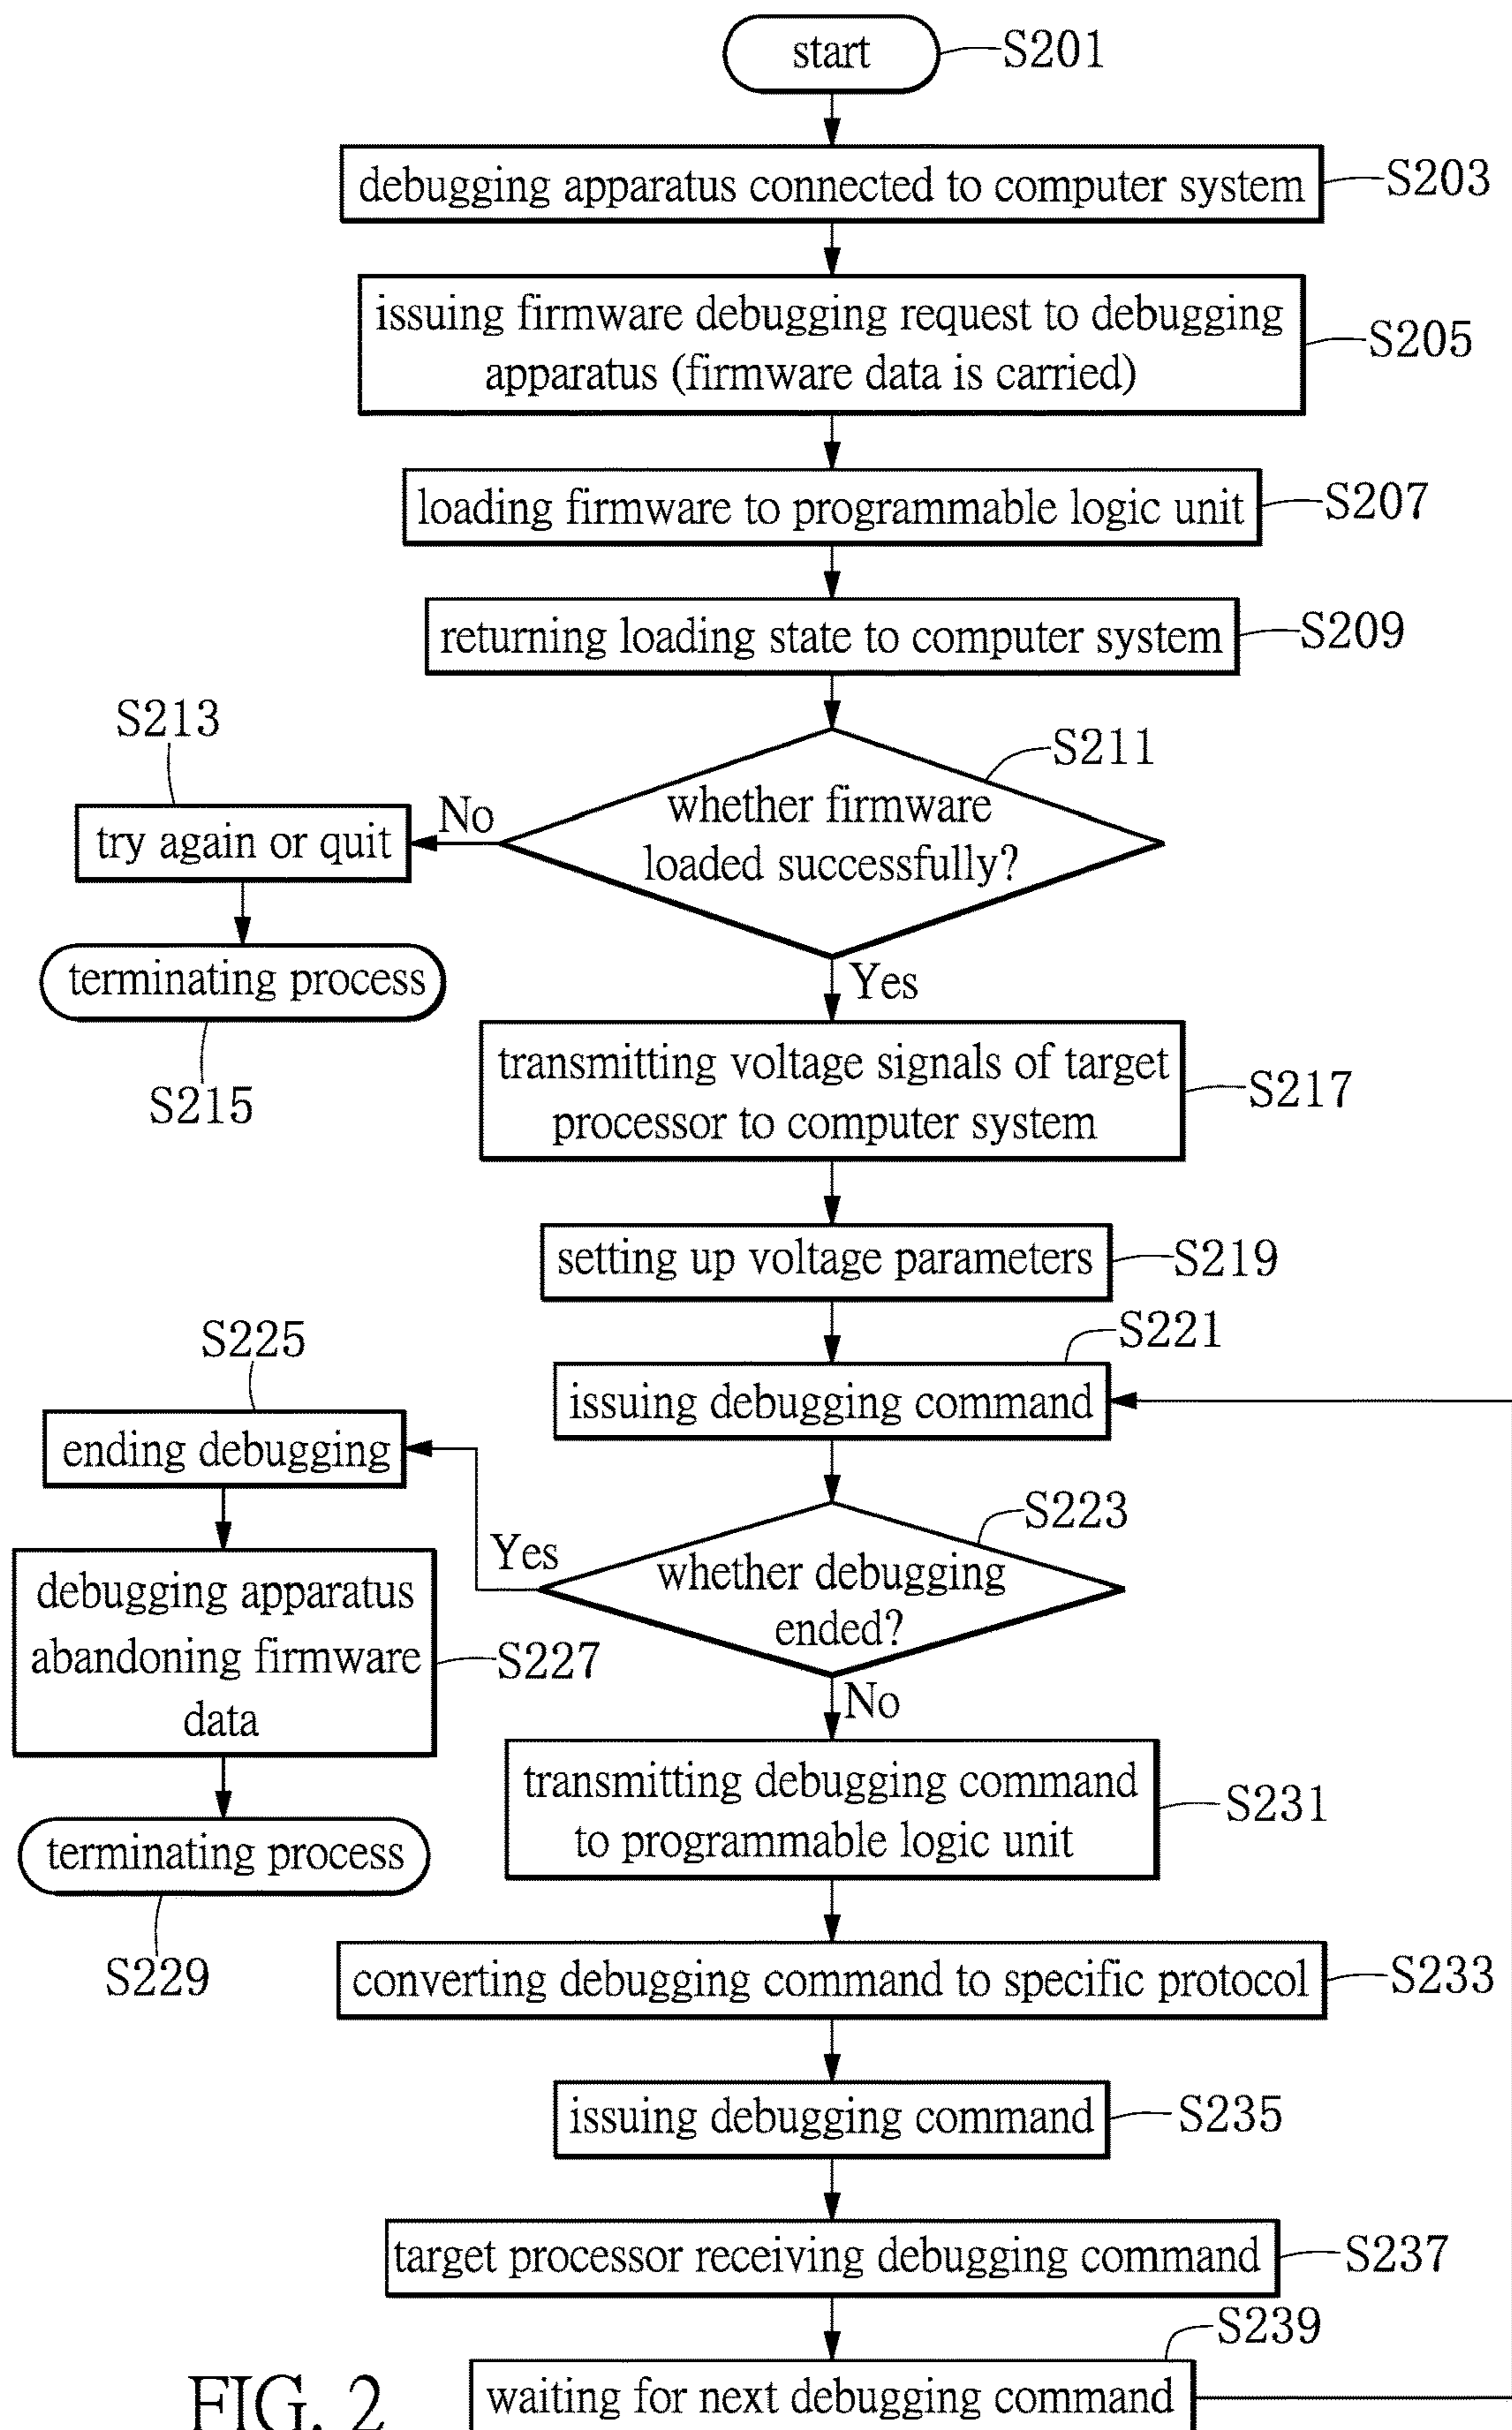 start
S201
debugging apparatus connected to computer system
S203
issuing firmware debugging request to debugging
apparatus (firmware data is carried)
S205
loading firmware to programmable logic unit
S207
returning loading state to computer system
S209
S211
whether firmware
loaded successfully?
No
S213
try again or quit
terminating process
S215
Yes
transmitting voltage signals of target
processor to computer system
S217
setting up voltage parameters
S219
S221
issuing debugging command
S223
whether debugging
ended?
Yes
S225
ending debugging
debugging apparatus
abandoning firmware
data
S227
terminating process
S229
No
transmitting debugging command
to programmable logic unit
S231
converting debugging command to specific protocol
S233
issuing debugging command
S235
target processor receiving debugging command
S237
S239
waiting for next debugging command
FIG. 2